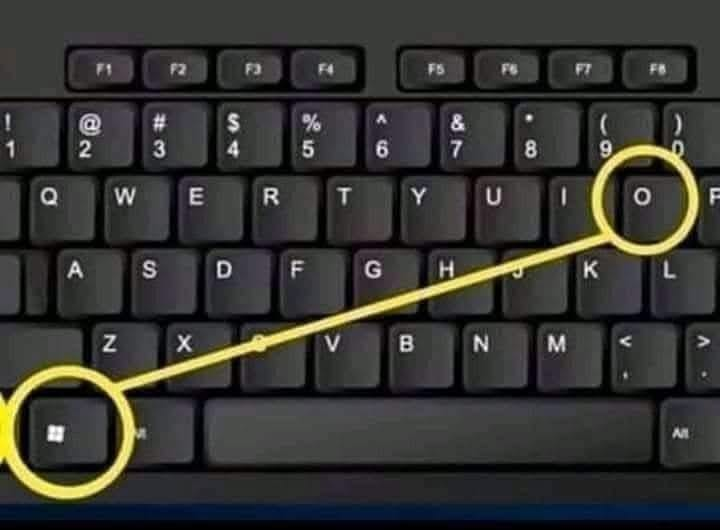 F1 F2 F3 F4 F5 F6 F7 F8
! @ # $ % ^ & * ( )
1 2 3 4 5 6 7 8 9 0
Q W E R T Y U I O
A S D F G H J K L
Z X C V B N M < >
, .
Alt Alt